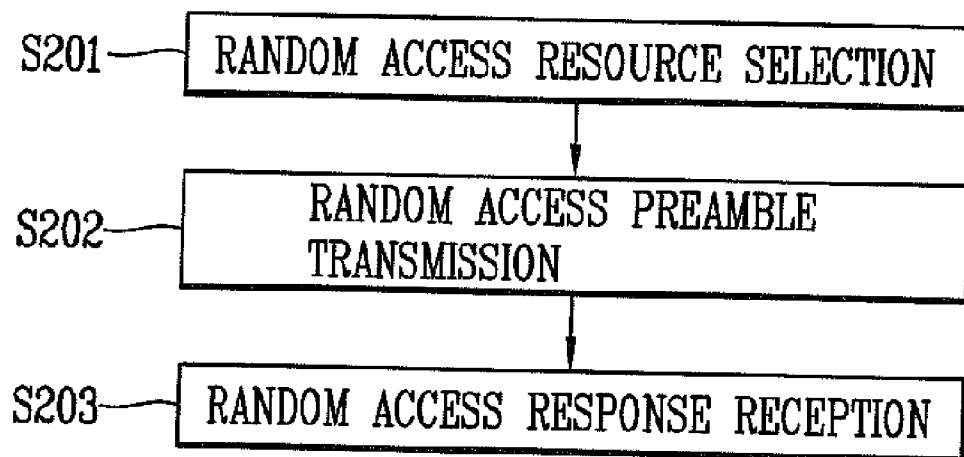 S201 RANDOM ACCESS RESOURCE SELECTION
S202 RANDOM ACCESS PREAMBLE
TRANSMISSION
S203 RANDOM ACCESS RESPONSE RECEPTION